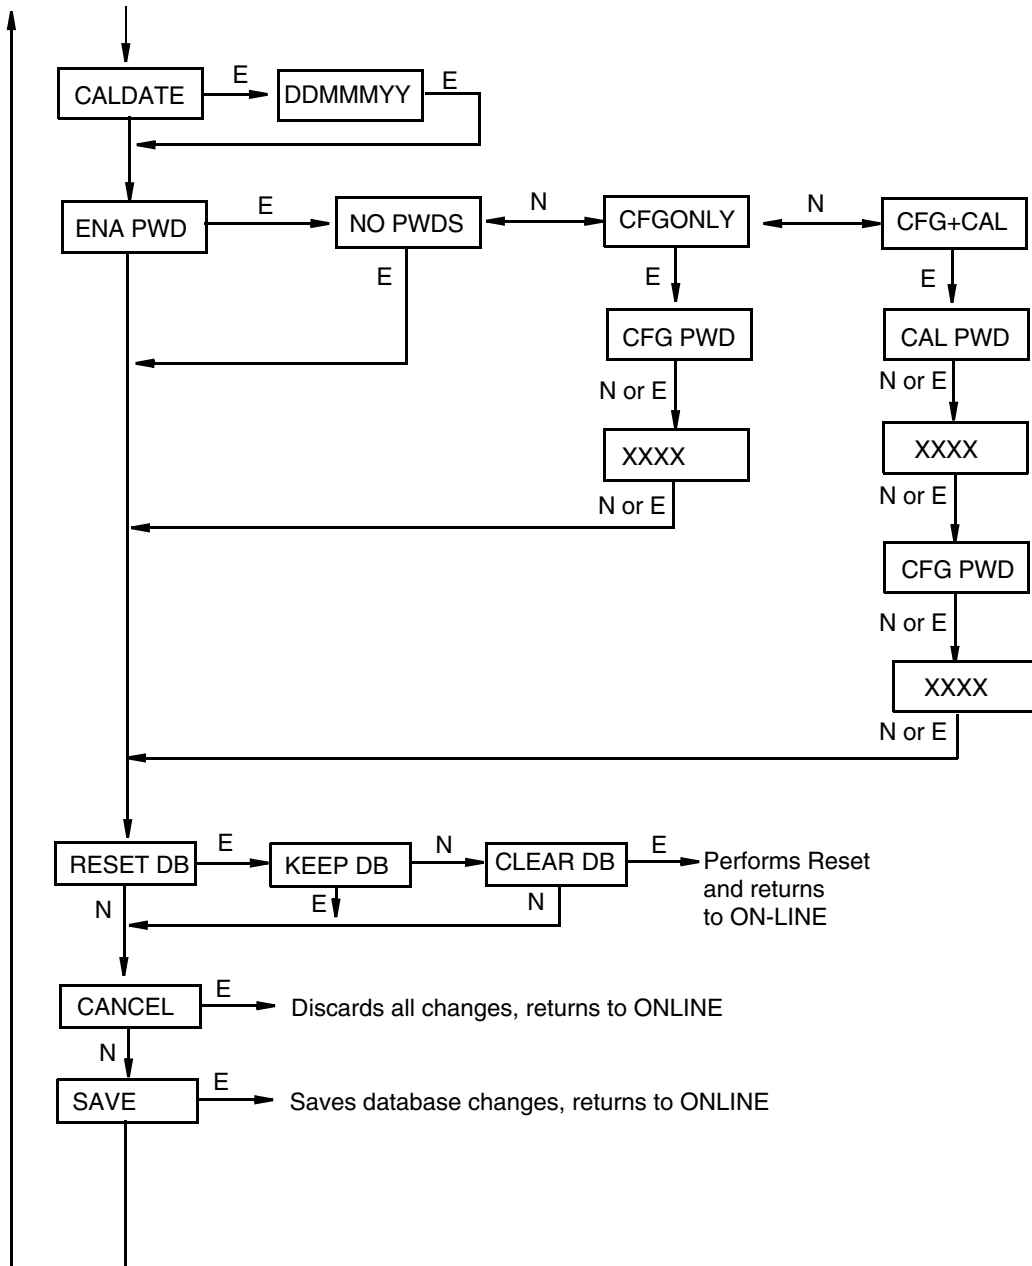 CALDATE
E
DDMMMYY
E
ENA PWD
E
NO PWDS
N
CFGONLY
N
CFG+CAL
E
E
E
CFG PWD
CAL PWD
N or E
N or E
XXXX
XXXX
N or E
N or E
CFG PWD
N or E
XXXX
N or E
RESET DB
E
KEEP DB
N
CLEAR DB
E
Performs Reset
and returns
to ON-LINE
N
E
N
CANCEL
E
Discards all changes, returns to ONLINE
N
SAVE
E
Saves database changes, returns to ONLINE